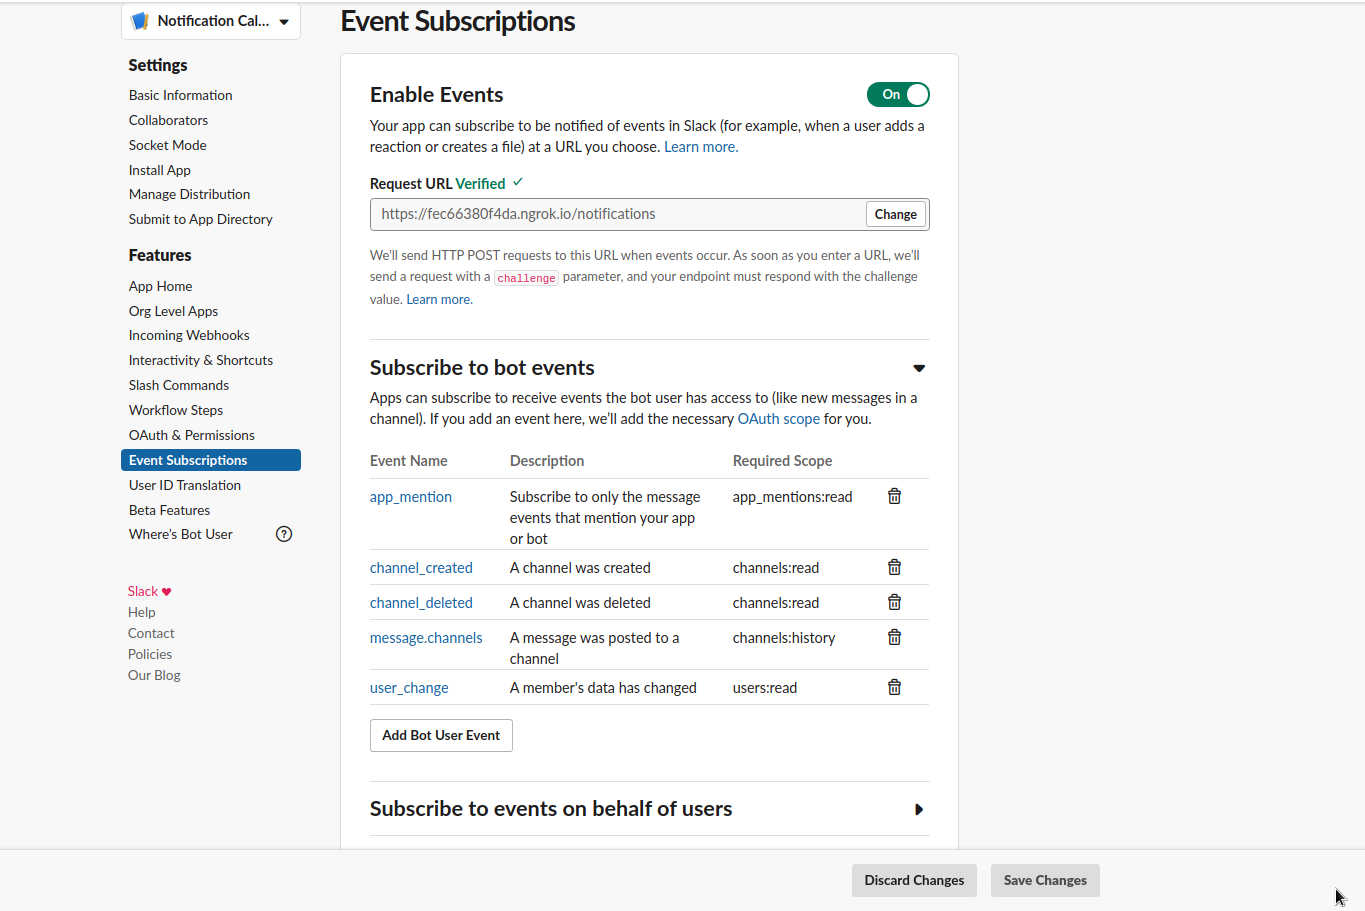 Notification Cal...
Event Subscriptions
Settings
Basic Information
Collaborators
Socket Mode
Install App
Manage Distribution
Submit to App Directory
Features
App Home
Org Level Apps
Incoming Webhooks
Interactivity & Shortcuts
Slash Commands
Workflow Steps
OAuth & Permissions
Event Subscriptions
User ID Translation
Beta Features
Where's Bot User
?
Slack ♥
Help
Contact
Policies
Our Blog
Enable Events
On
Your app can subscribe to be notified of events in Slack (for example, when a user adds a
reaction or creates a file) at a URL you choose. Learn more.
Request URL Verified ✓
https://fec66380f4da.ngrok.io/notifications
Change
We'll send HTTP POST requests to this URL when events occur. As soon as you enter a URL, we'll
send a request with a challenge parameter, and your endpoint must respond with the challenge
value. Learn more.
Subscribe to bot events
Apps can subscribe to receive events the bot user has access to (like new messages in a
channel). If you add an event here, we'll add the necessary OAuth scope for you.
Event Name Description Required Scope
app_mention Subscribe to only the message app_mentions:read
events that mention your app
or bot
channel_created A channel was created channels:read
channel_deleted A channel was deleted channels:read
message.channels A message was posted to a channels:history
channel
user_change A member's data has changed users:read
Add Bot User Event
Subscribe to events on behalf of users
Discard Changes
Save Changes